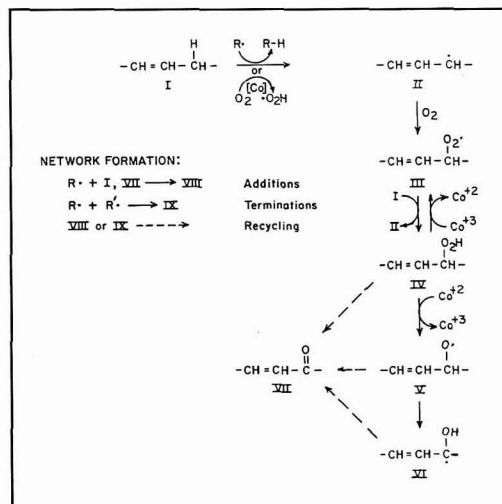 H
R· R-H
-CH=CH-CH-
I
or
[Co]
O2 ·O2H
-CH=CH-ĊH-
II
O2
O2·
-CH=CH-CH-
III
NETWORK FORMATION:
R· + I, VII → VIII Additions
R· + R'· → IX Terminations
VIII or IX ----> Recycling
I Co+2
II Co+3
O2H
-CH=CH-CH-
IV
Co+2
Co+3
O
-CH=CH-C-
VII
O·
-CH=CH-CH-
V
OH
-CH=CH-Ċ-
VI